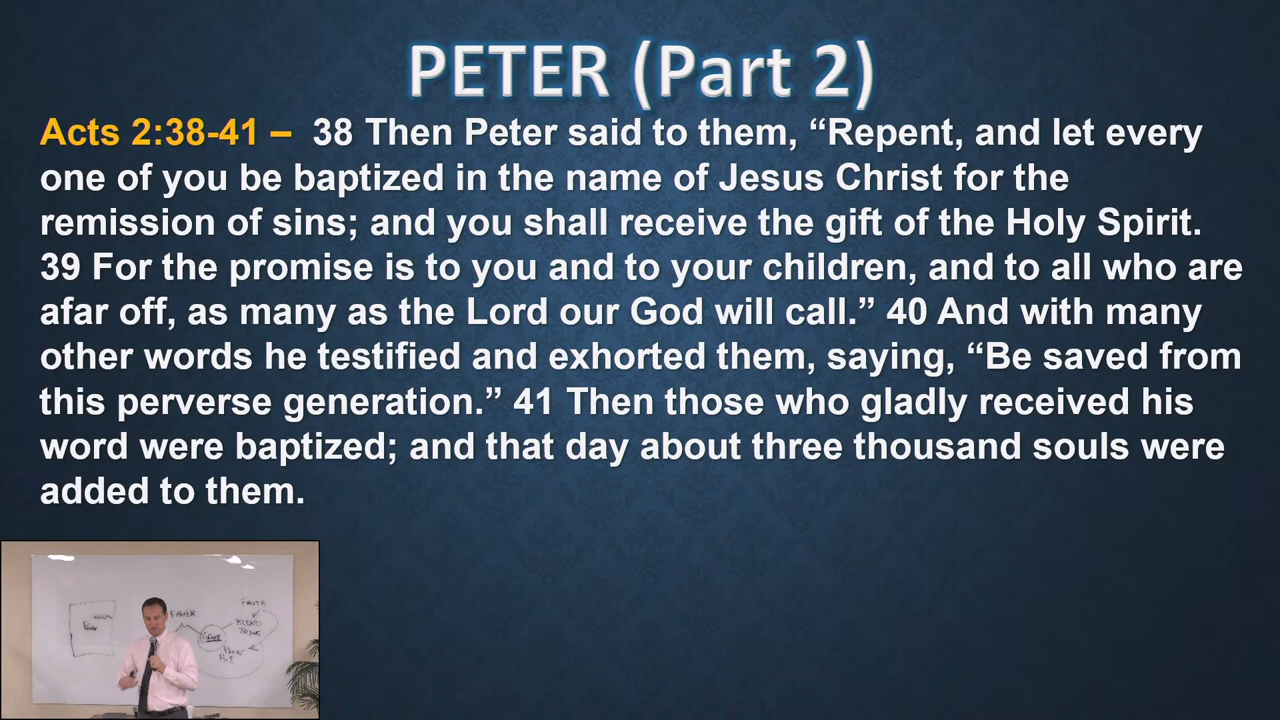 PETER (Part 2)
Acts 2:38-41 – 38 Then Peter said to them, “Repent, and let every
one of you be baptized in the name of Jesus Christ for the
remission of sins; and you shall receive the gift of the Holy Spirit.
39 For the promise is to you and to your children, and to all who are
afar off, as many as the Lord our God will call.” 40 And with many
other words he testified and exhorted them, saying, “Be saved from
this perverse generation.” 41 Then those who gladly received his
word were baptized; and that day about three thousand souls were
added to them.
FAITH